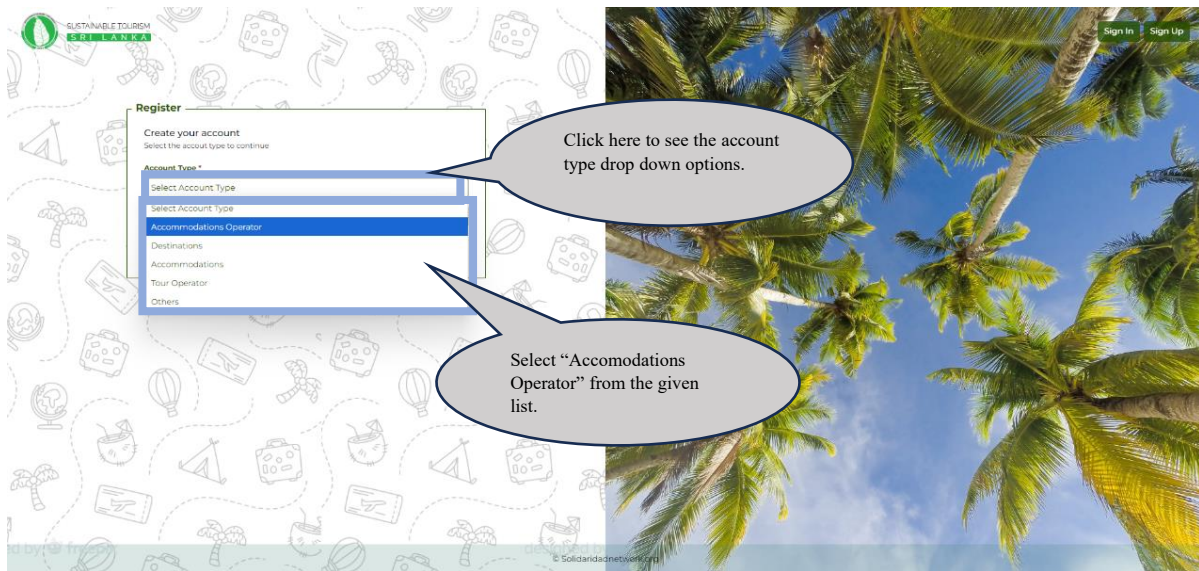 SUSTAINABLE TOURISM
SRI LANKA
Sign In
Sign Up
Register
Create your account
Select the accout type to continue
Account Type *
Select Account Type
Select Account Type
Accommodations Operator
Destinations
Accommodations
Tour Operator
Others
Click here to see the account
type drop down options.
Select “Accomodations
Operator” from the given
list.
© Solidaridadnetwork.org